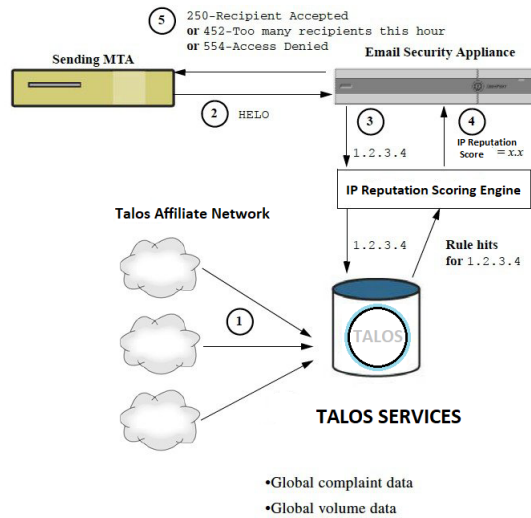 5
250-Recipient Accepted
or 452-Too many recipients this hour
or 554-Access Denied
Sending MTA
Email Security Appliance
2
HELO
3
4
1.2.3.4
IP Reputation
Score = x.x
IP Reputation Scoring Engine
Talos Affiliate Network
1.2.3.4
Rule hits
for 1.2.3.4
1
TALOS
TALOS SERVICES
•Global complaint data
•Global volume data